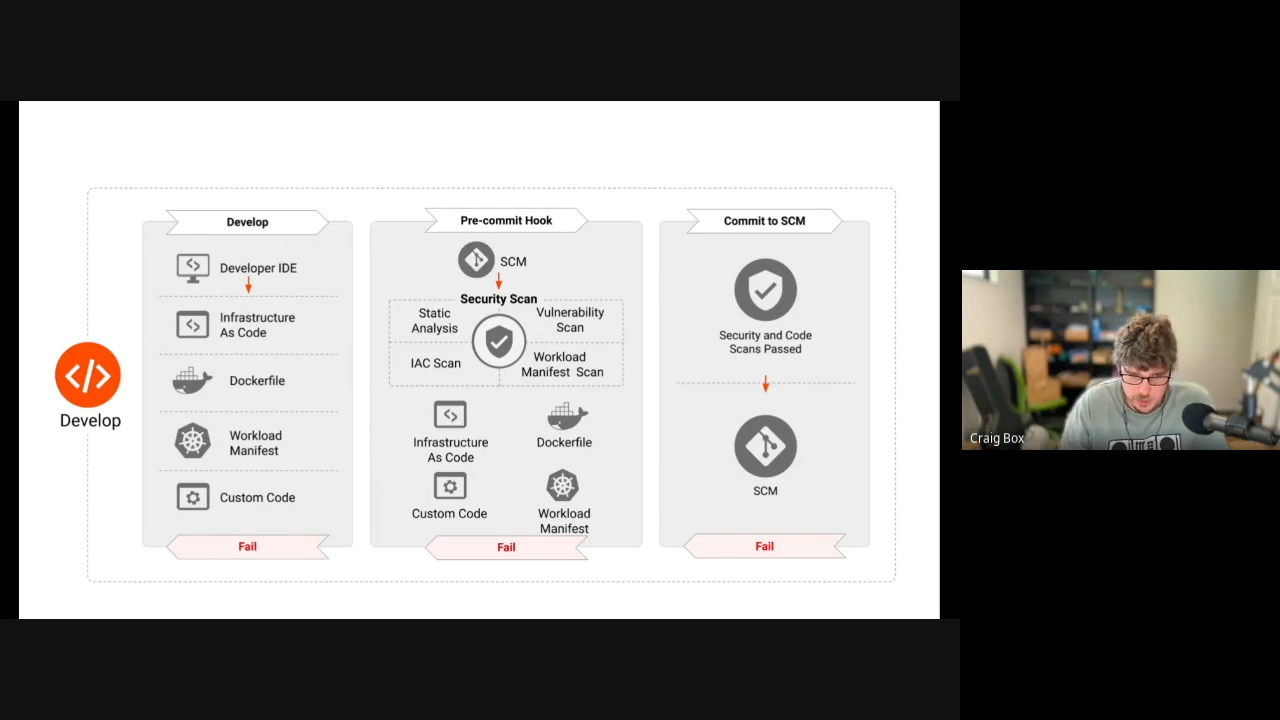 Develop
Develop
Developer IDE
Infrastructure
As Code
Dockerfile
Workload
Manifest
Custom Code
Fail
Pre-commit Hook
SCM
Security Scan
Static
Analysis
Vulnerability
Scan
IAC Scan
Workload
Manifest Scan
Infrastructure
As Code
Dockerfile
Custom Code
Workload
Manifest
Fail
Commit to SCM
Security and Code
Scans Passed
SCM
Fail
Craig Box